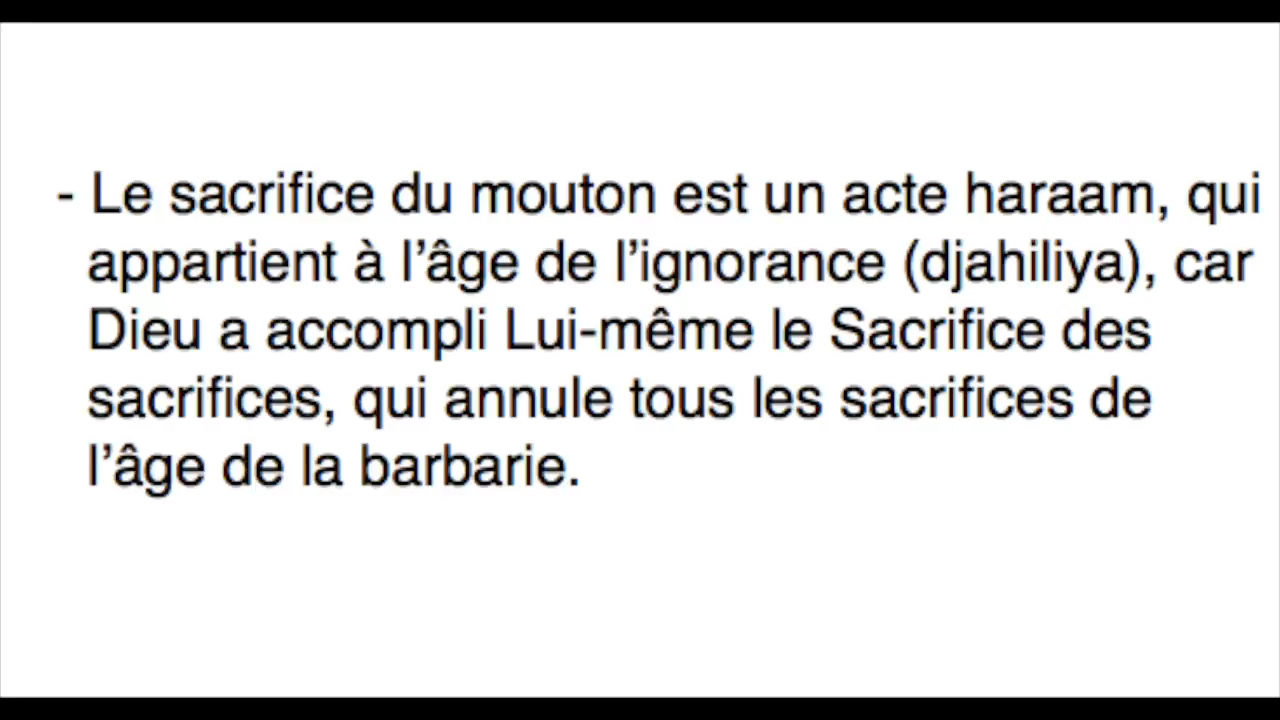 - Le sacrifice du mouton est un acte haraam, qui
appartient à l’âge de l’ignorance (djahiliya), car
Dieu a accompli Lui-même le Sacrifice des
sacrifices, qui annule tous les sacrifices de
l’âge de la barbarie.